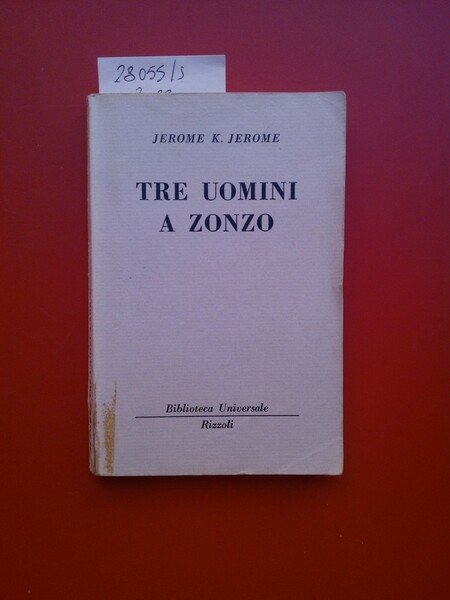 28055/s
JEROME K. JEROME
TRE UOMINI
A ZONZO
Biblioteca Universale
Rizzoli